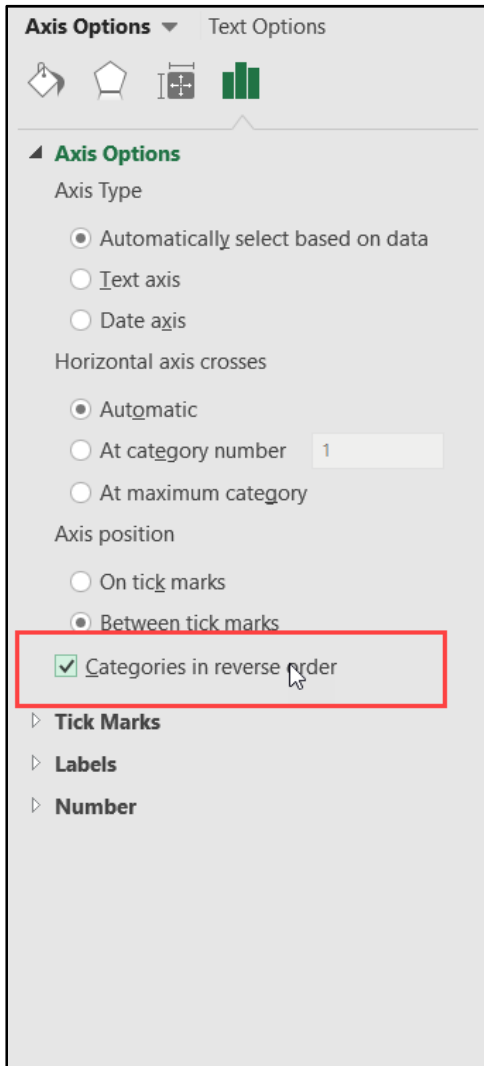 Axis Options Text Options
Axis Options
Axis Type
Automatically select based on data
Text axis
Date axis
Horizontal axis crosses
Automatic
At category number 1
At maximum category
Axis position
On tick marks
Between tick marks
Categories in reverse order
Tick Marks
Labels
Number